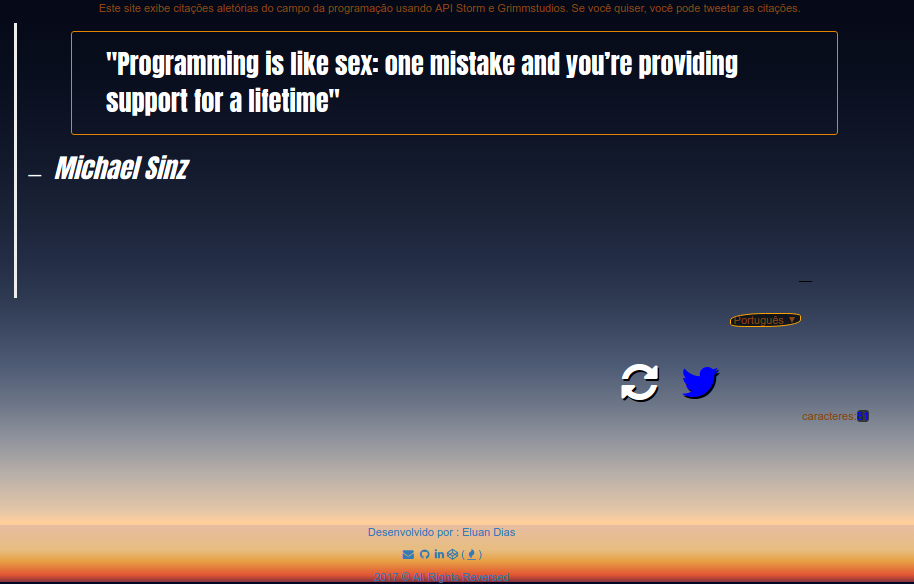 Este site exibe citações aletórias do campo da programação usando API Storm e Grimmstudios. Se você quiser, você pode tweetar as citações.
"Programming is like sex: one mistake and you’re providing
support for a lifetime"
— Michael Sinz
—
Português ▼
caracteres:
Desenvolvido por : Eluan Dias
( )
2017 © All Rights Reversed